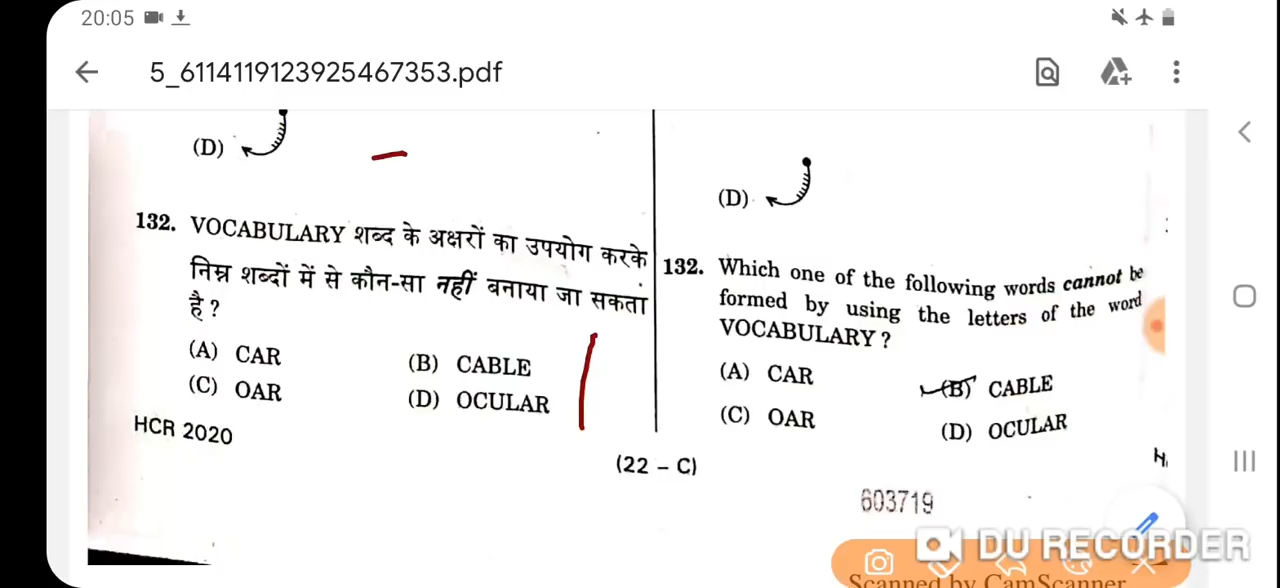 20:05
5_6114119123925467353.pdf
(D)
132. VOCABULARY शब्द के अक्षरों का उपयोग करके
निम्न शब्दों में से कौन-सा नहीं बनाया जा सकता
है ?
(A) CAR (B) CABLE
(C) OAR (D) OCULAR
HCR 2020
(D)
132. Which one of the following words cannot be
formed by using the letters of the word
VOCABULARY ?
(A) CAR (B) CABLE
(C) OAR (D) OCULAR
(22 – C)
603719
DU RECORDER
Scanned by CamScanner